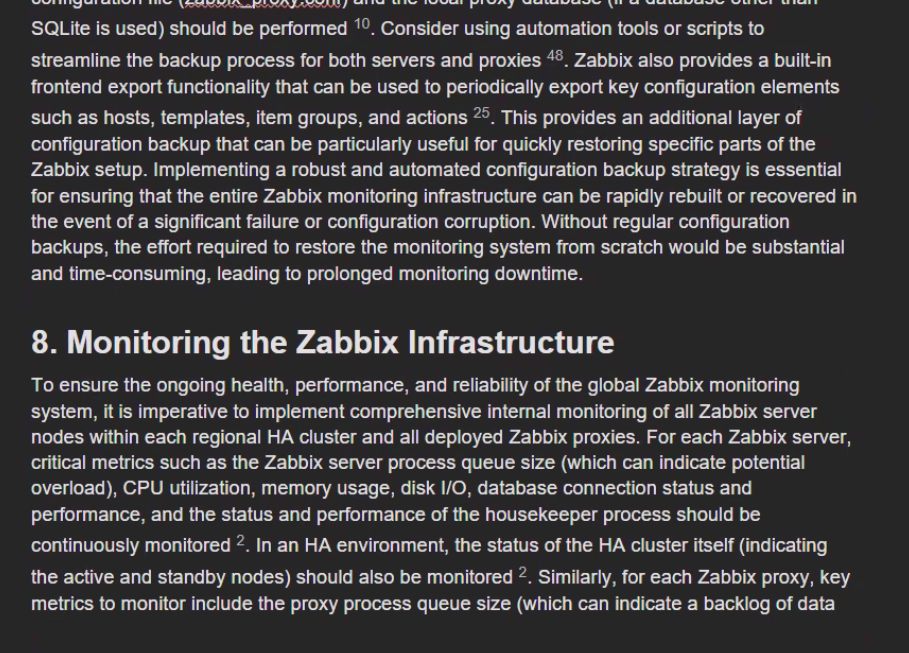 configuration file (zabbix_proxy.conf) and the local proxy database (if a database other than
SQLite is used) should be performed 10. Consider using automation tools or scripts to
streamline the backup process for both servers and proxies 48. Zabbix also provides a built-in
frontend export functionality that can be used to periodically export key configuration elements
such as hosts, templates, item groups, and actions 25. This provides an additional layer of
configuration backup that can be particularly useful for quickly restoring specific parts of the
Zabbix setup. Implementing a robust and automated configuration backup strategy is essential
for ensuring that the entire Zabbix monitoring infrastructure can be rapidly rebuilt or recovered in
the event of a significant failure or configuration corruption. Without regular configuration
backups, the effort required to restore the monitoring system from scratch would be substantial
and time-consuming, leading to prolonged monitoring downtime.
8. Monitoring the Zabbix Infrastructure
To ensure the ongoing health, performance, and reliability of the global Zabbix monitoring
system, it is imperative to implement comprehensive internal monitoring of all Zabbix server
nodes within each regional HA cluster and all deployed Zabbix proxies. For each Zabbix server,
critical metrics such as the Zabbix server process queue size (which can indicate potential
overload), CPU utilization, memory usage, disk I/O, database connection status and
performance, and the status and performance of the housekeeper process should be
continuously monitored 2. In an HA environment, the status of the HA cluster itself (indicating
the active and standby nodes) should also be monitored 2. Similarly, for each Zabbix proxy, key
metrics to monitor include the proxy process queue size (which can indicate a backlog of data